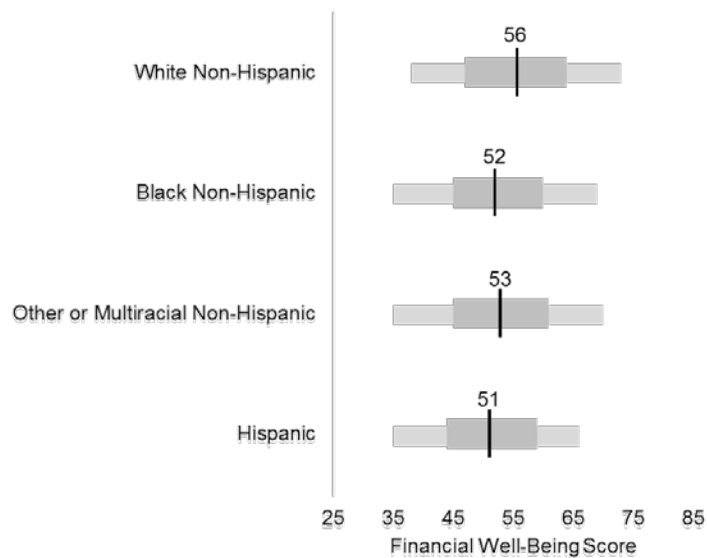 56
White Non-Hispanic
52
Black Non-Hispanic
53
Other or Multiracial Non-Hispanic
51
Hispanic
25 35 45 55 65 75 85
Financial Well-Being Score